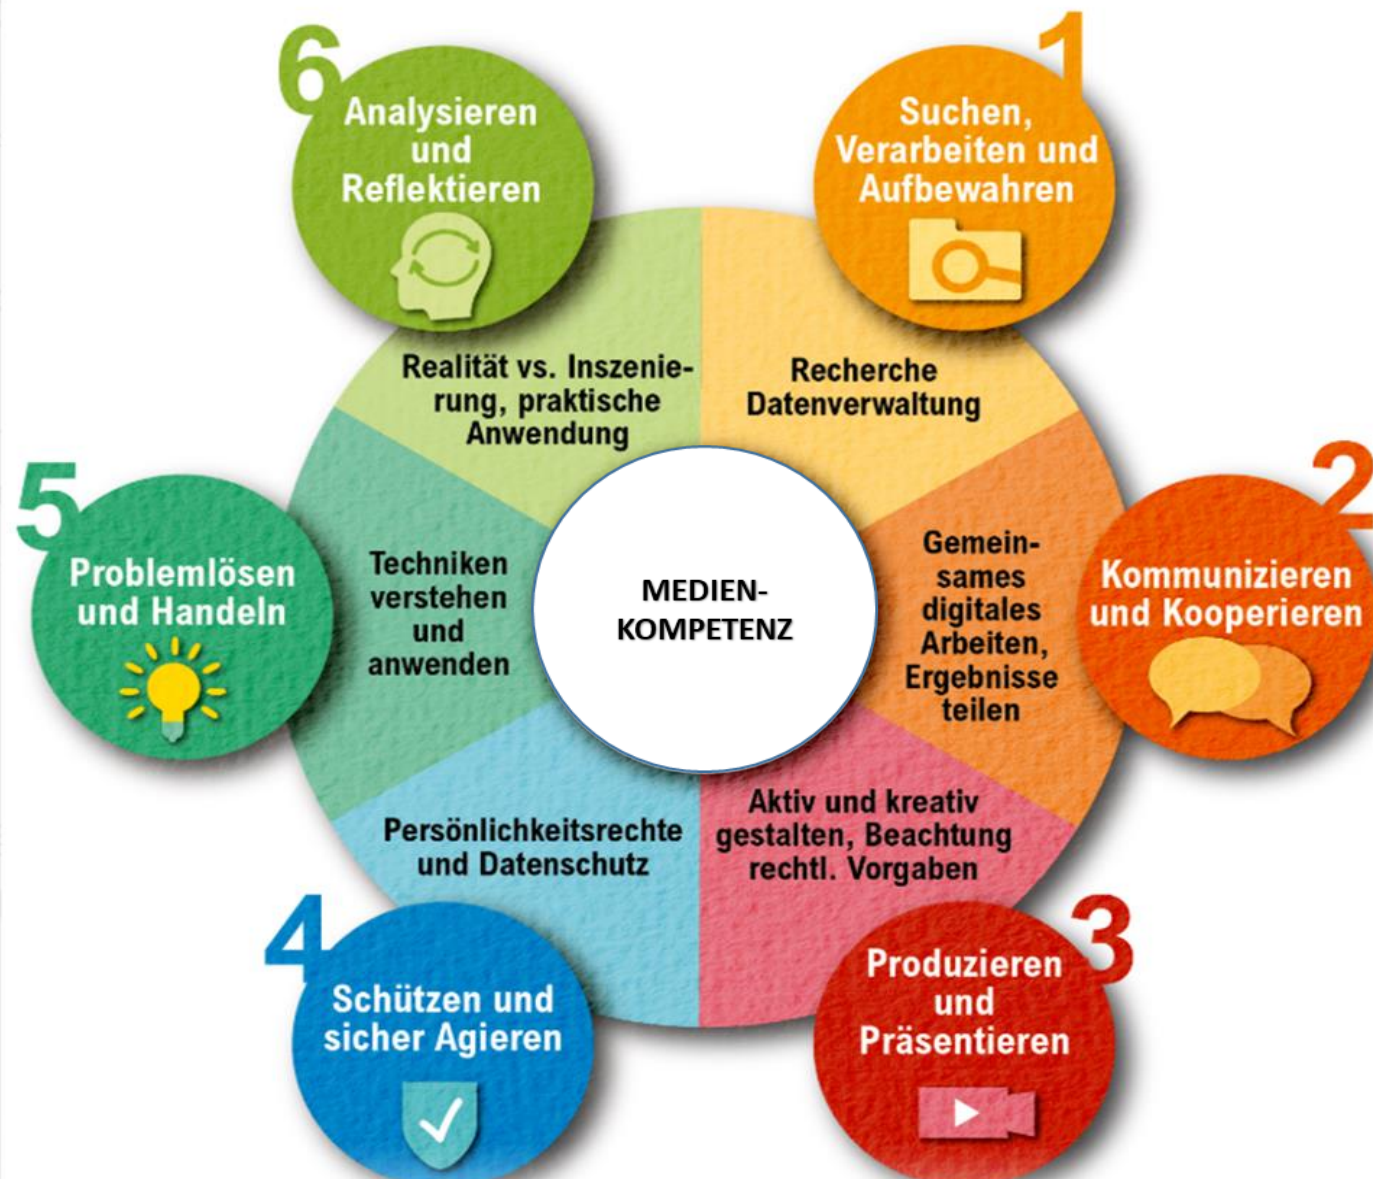 6
Analysieren
und
Reflektieren
1
Suchen,
Verarbeiten und
Aufbewahren
Realität vs. Inszenie-
rung, praktische
Anwendung
Recherche
Datenverwaltung
5
Problemlösen
und Handeln
Techniken
verstehen
und
anwenden
MEDIEN-
KOMPETENZ
Gemein-
sames
digitales
Arbeiten,
Ergebnisse
teilen
2
Kommunizieren
und Kooperieren
Persönlichkeitsrechte
und Datenschutz
Aktiv und kreativ
gestalten, Beachtung
rechtl. Vorgaben
4
Schützen und
sicher Agieren
3
Produzieren
und
Präsentieren